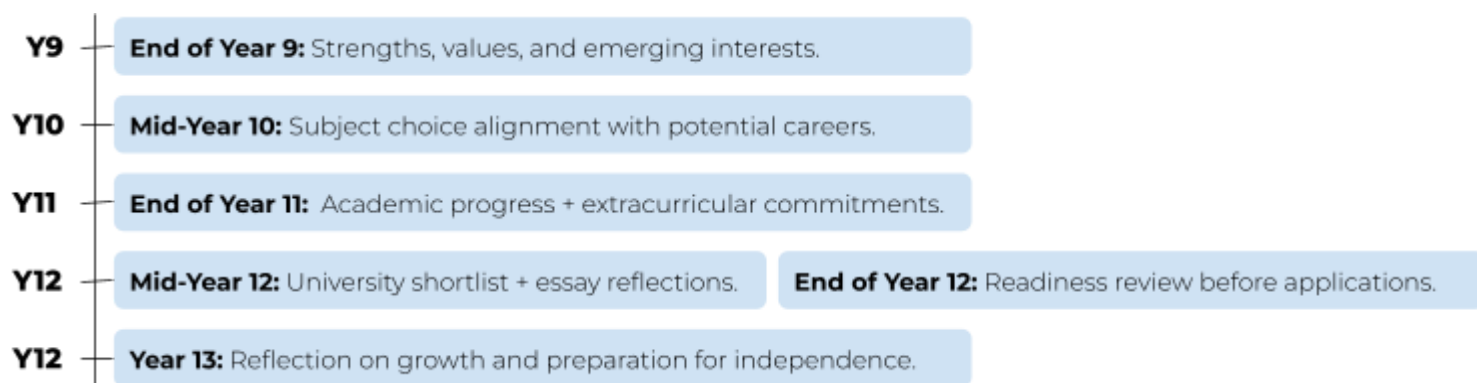 Y9 End of Year 9: Strengths, values, and emerging interests.
Y10 Mid-Year 10: Subject choice alignment with potential careers.
Y11 End of Year 11: Academic progress + extracurricular commitments.
Y12 Mid-Year 12: University shortlist + essay reflections. End of Year 12: Readiness review before applications.
Y12 Year 13: Reflection on growth and preparation for independence.